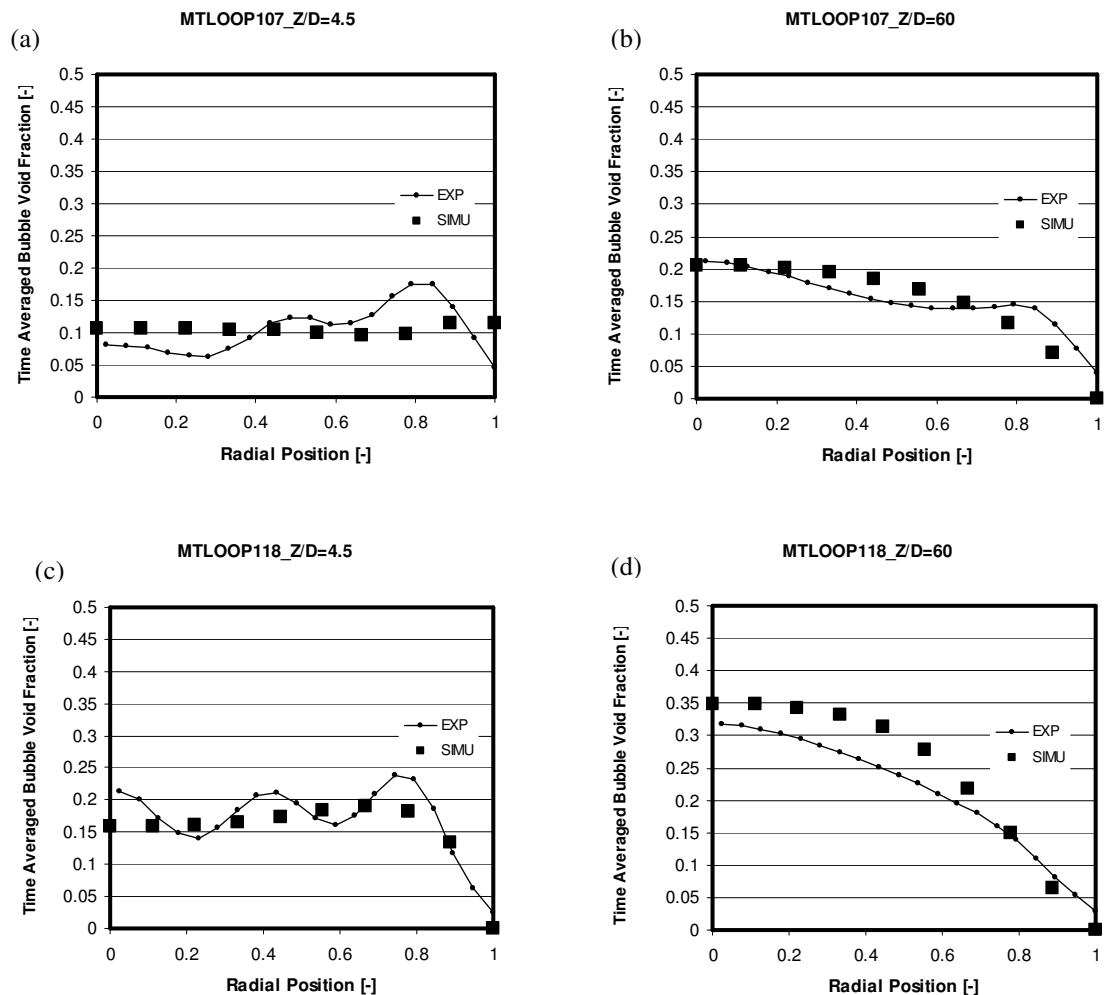 MTLOOP107_Z/D=4.5
(a)
Time Averaged Bubble Void Fraction [-]
0.5
0.45
0.4
0.35
0.3
0.25
0.2
0.15
0.1
0.05
0
EXP
SIMU
0 0.2 0.4 0.6 0.8 1
Radial Position [-]
MTLOOP107_Z/D=60
(b)
Time Averaged Bubble Void Fraction [-]
0.5
0.45
0.4
0.35
0.3
0.25
0.2
0.15
0.1
0.05
0
EXP
SIMU
0 0.2 0.4 0.6 0.8 1
Radial Position [-]
MTLOOP118_Z/D=4.5
(c)
Time Averaged Bubble Void Fraction [-]
0.5
0.45
0.4
0.35
0.3
0.25
0.2
0.15
0.1
0.05
0
EXP
SIMU
0 0.2 0.4 0.6 0.8 1
Radial Position [-]
MTLOOP118_Z/D=60
(d)
Time Averaged Bubble Void Fraction [-]
0.5
0.45
0.4
0.35
0.3
0.25
0.2
0.15
0.1
0.05
0
EXP
SIMU
0 0.2 0.4 0.6 0.8 1
Radial Position [-]